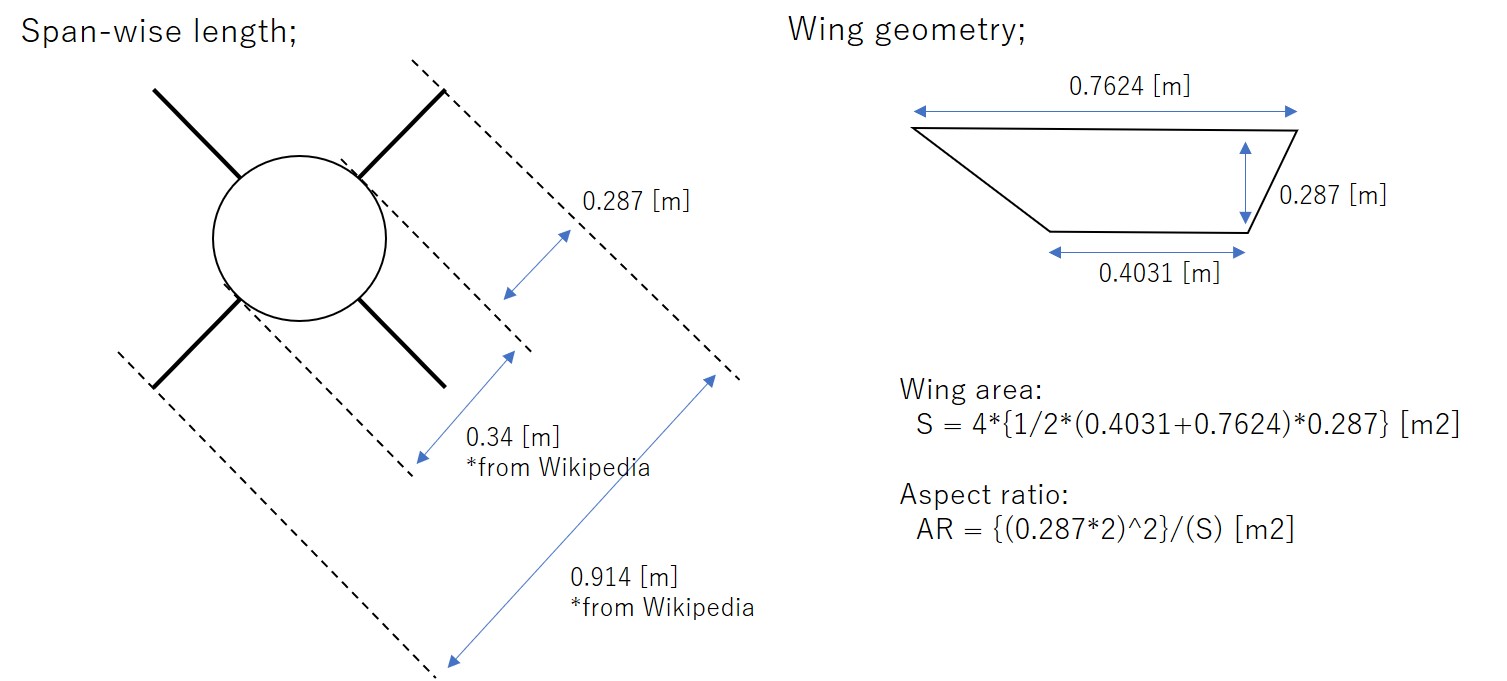 Span-wise length;
0.287 [m]
0.34 [m]
*from Wikipedia
0.914 [m]
*from Wikipedia
Wing geometry;
0.7624 [m]
0.287 [m]
0.4031 [m]
Wing area:
S = 4*{1/2*(0.4031+0.7624)*0.287} [m2]
Aspect ratio:
AR = {(0.287*2)^2}/(S) [m2]